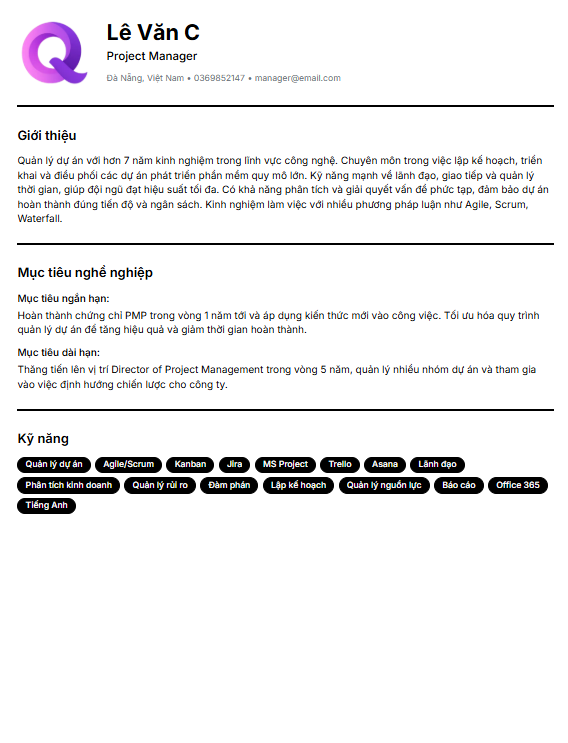 Lê Văn C
Project Manager
Đà Nẵng, Việt Nam • 0369852147 • manager@email.com
Giới thiệu
Quản lý dự án với hơn 7 năm kinh nghiệm trong lĩnh vực công nghệ. Chuyên môn trong việc lập kế hoạch, triển
khai và điều phối các dự án phát triển phần mềm quy mô lớn. Kỹ năng mạnh về lãnh đạo, giao tiếp và quản lý
thời gian, giúp đội ngũ đạt hiệu suất tối đa. Có khả năng phân tích và giải quyết vấn đề phức tạp, đảm bảo dự án
hoàn thành đúng tiến độ và ngân sách. Kinh nghiệm làm việc với nhiều phương pháp luận như Agile, Scrum,
Waterfall.
Mục tiêu nghề nghiệp
Mục tiêu ngắn hạn:
Hoàn thành chứng chỉ PMP trong vòng 1 năm tới và áp dụng kiến thức mới vào công việc. Tối ưu hóa quy trình
quản lý dự án để tăng hiệu quả và giảm thời gian hoàn thành.
Mục tiêu dài hạn:
Thăng tiến lên vị trí Director of Project Management trong vòng 5 năm, quản lý nhiều nhóm dự án và tham gia
vào việc định hướng chiến lược cho công ty.
Kỹ năng
Quản lý dự án Agile/Scrum Kanban Jira MS Project Trello Asana Lãnh đạo
Phân tích kinh doanh Quản lý rủi ro Đàm phán Lập kế hoạch Quản lý nguồn lực Báo cáo Office 365
Tiếng Anh